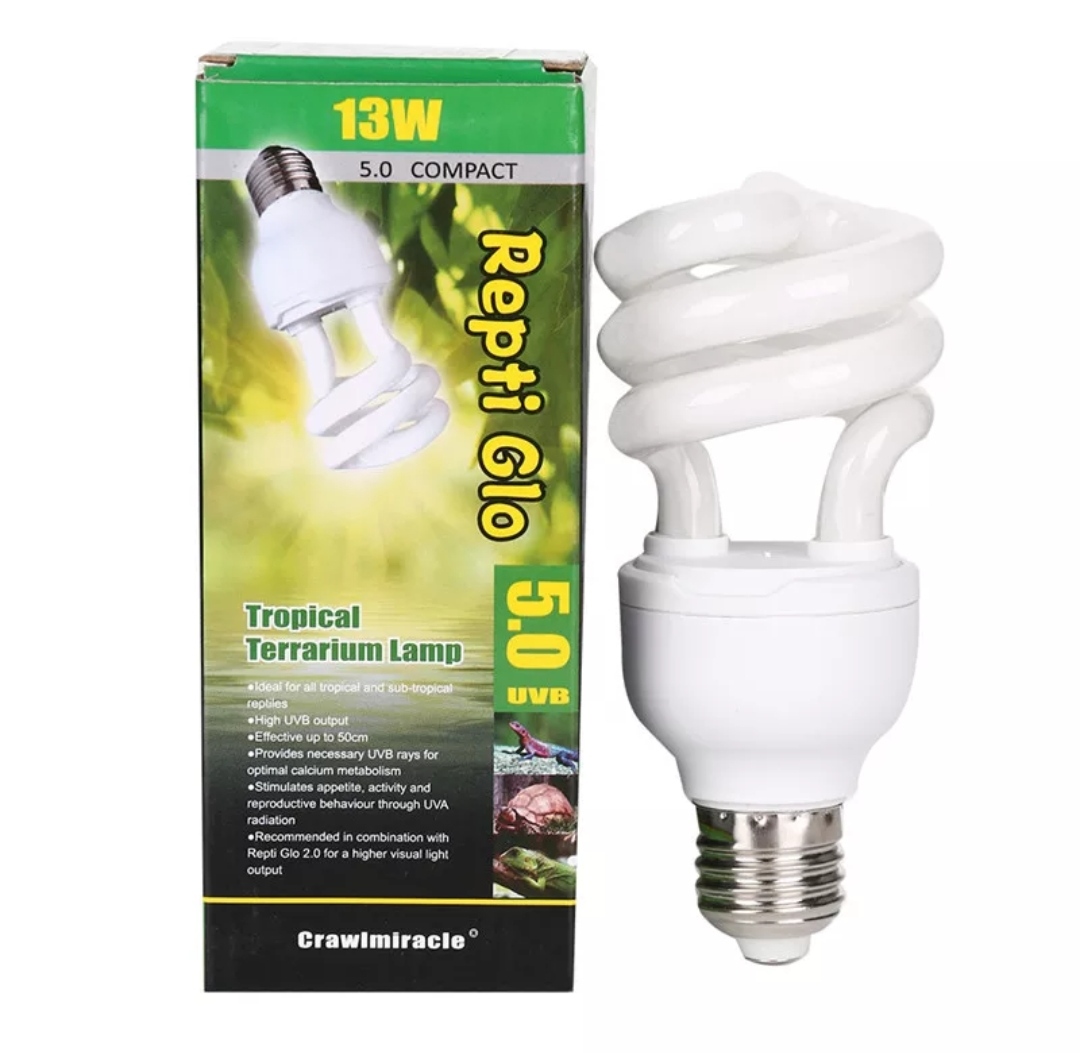 13W
5.0 COMPACT
Repti Glo
5.0
UVB
Tropical
Terrarium Lamp
●Ideal for all tropical and sub-tropical
reptiles
●High UVB output
●Effective up to 50cm
●Provides necessary UVB rays for
optimal calcium metabolism
●Stimulates appetite, activity and
reproductive behaviour through UVA
radiation
●Recommended in combination with
Repti Glo 2.0 for a higher visual light
output
Crawlmiracle®